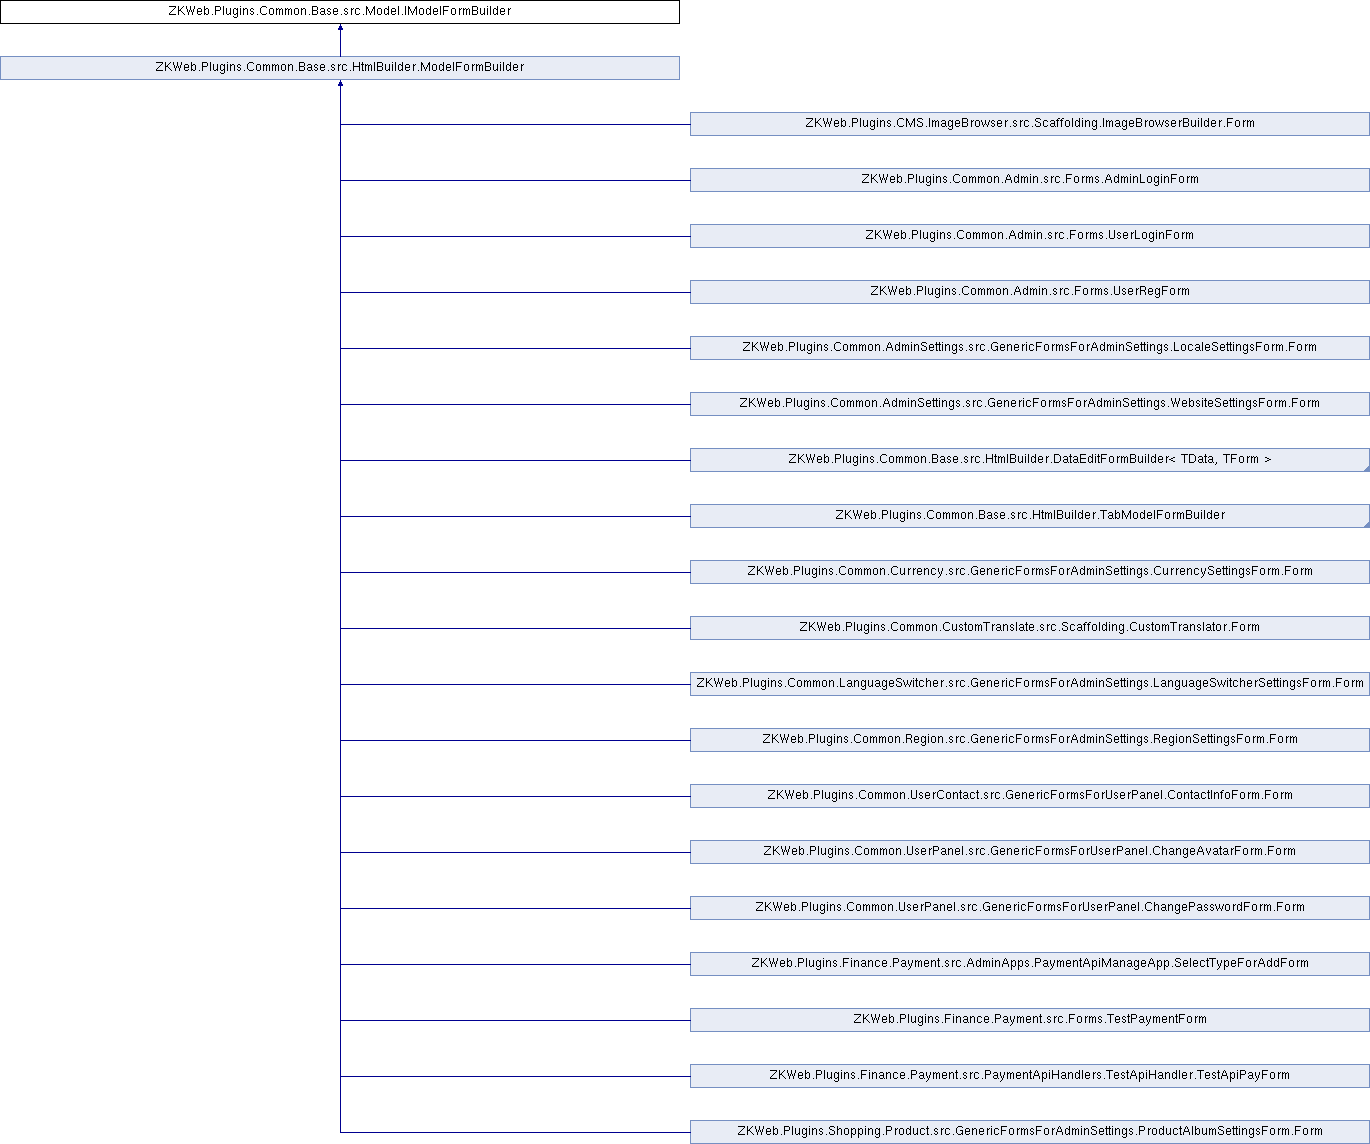 ZKWeb.Plugins.Common.Base.src.Model.IModelFormBuilder
ZKWeb.Plugins.Common.Base.src.HtmlBuilder.ModelFormBuilder
ZKWeb.Plugins.CMS.ImageBrowser.src.Scaffolding.ImageBrowserBuilder.Form
ZKWeb.Plugins.Common.Admin.src.Forms.AdminLoginForm
ZKWeb.Plugins.Common.Admin.src.Forms.UserLoginForm
ZKWeb.Plugins.Common.Admin.src.Forms.UserRegForm
ZKWeb.Plugins.Common.AdminSettings.src.GenericFormsForAdminSettings.LocaleSettingsForm.Form
ZKWeb.Plugins.Common.AdminSettings.src.GenericFormsForAdminSettings.WebsiteSettingsForm.Form
ZKWeb.Plugins.Common.Base.src.HtmlBuilder.DataEditFormBuilder< TData, TForm >
ZKWeb.Plugins.Common.Base.src.HtmlBuilder.TabModelFormBuilder
ZKWeb.Plugins.Common.Currency.src.GenericFormsForAdminSettings.CurrencySettingsForm.Form
ZKWeb.Plugins.Common.CustomTranslate.src.Scaffolding.CustomTranslator.Form
ZKWeb.Plugins.Common.LanguageSwitcher.src.GenericFormsForAdminSettings.LanguageSwitcherSettingsForm.Form
ZKWeb.Plugins.Common.Region.src.GenericFormsForAdminSettings.RegionSettingsForm.Form
ZKWeb.Plugins.Common.UserContact.src.GenericFormsForUserPanel.ContactInfoForm.Form
ZKWeb.Plugins.Common.UserPanel.src.GenericFormsForUserPanel.ChangeAvatarForm.Form
ZKWeb.Plugins.Common.UserPanel.src.GenericFormsForUserPanel.ChangePasswordForm.Form
ZKWeb.Plugins.Finance.Payment.src.AdminApps.PaymentApiManageApp.SelectTypeForAddForm
ZKWeb.Plugins.Finance.Payment.src.Forms.TestPaymentForm
ZKWeb.Plugins.Finance.Payment.src.PaymentApiHandlers.TestApiHandler.TestApiPayForm
ZKWeb.Plugins.Shopping.Product.src.GenericFormsForAdminSettings.ProductAlbumSettingsForm.Form